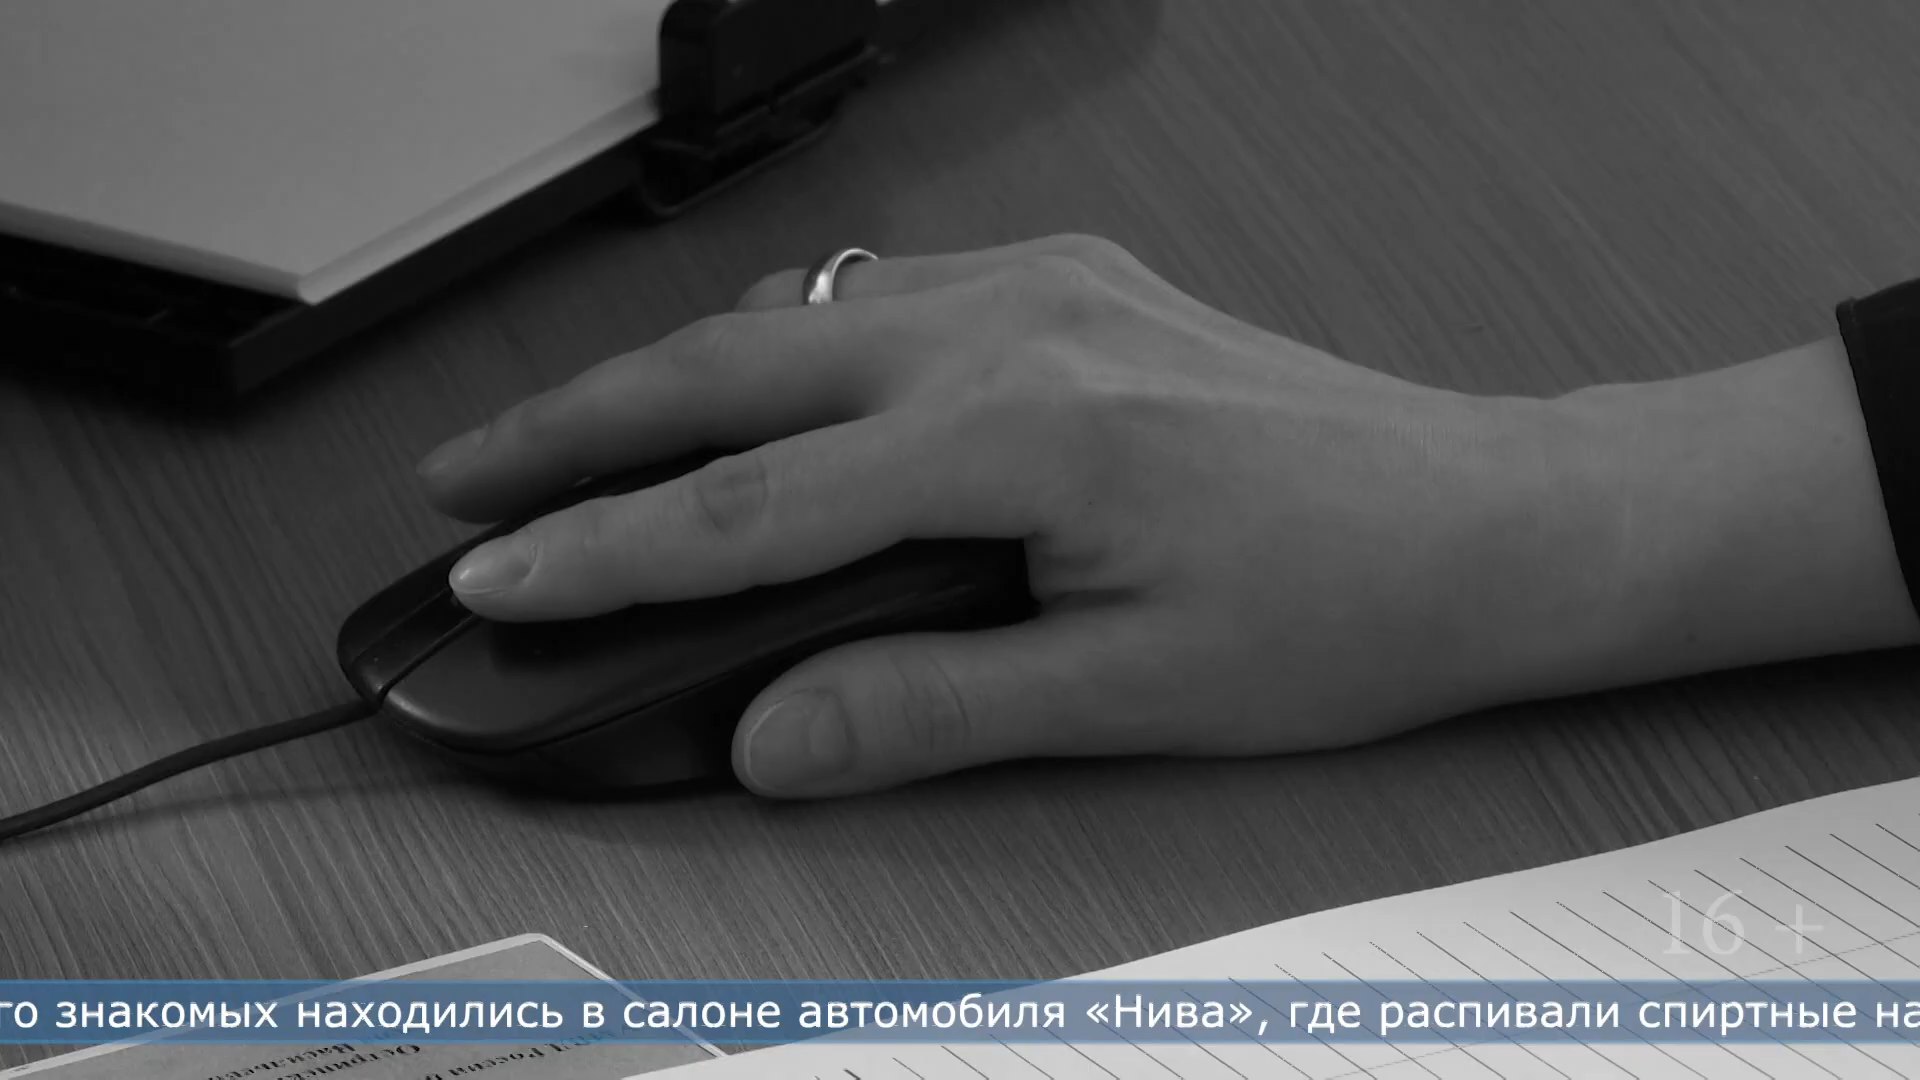 16 +
го знакомых находились в салоне автомобиля «Нива», где распивали спиртные на